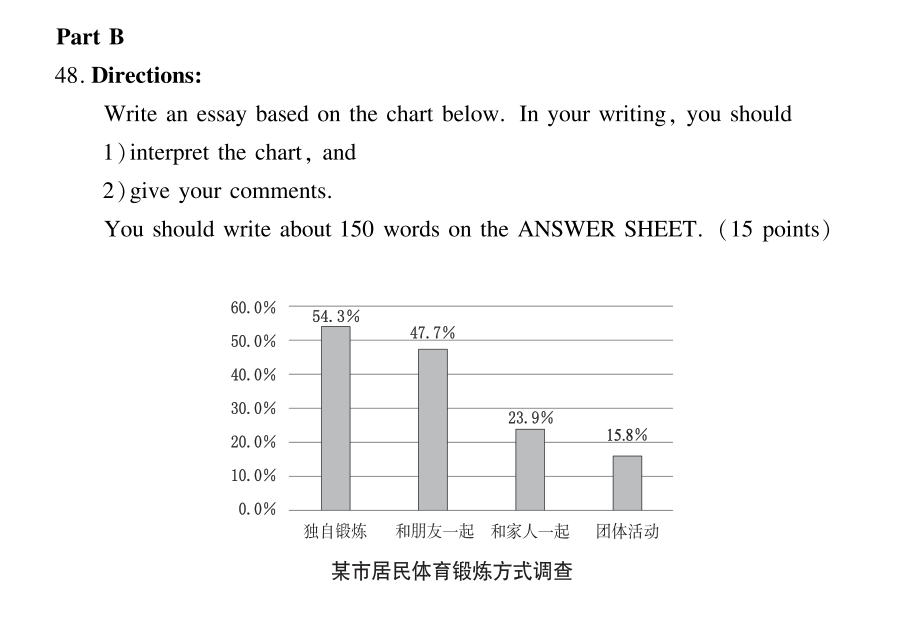 Part B
48. Directions:
Write an essay based on the chart below. In your writing, you should
1)interpret the chart, and
2)give your comments.
You should write about 150 words on the ANSWER SHEET. (15 points)
60.0%
54.3%
50.0%
47.7%
40.0%
30.0%
23.9%
20.0%
15.8%
10.0%
0.0%
独自锻炼 和朋友一起 和家人一起 团体活动
某市居民体育锻炼方式调查